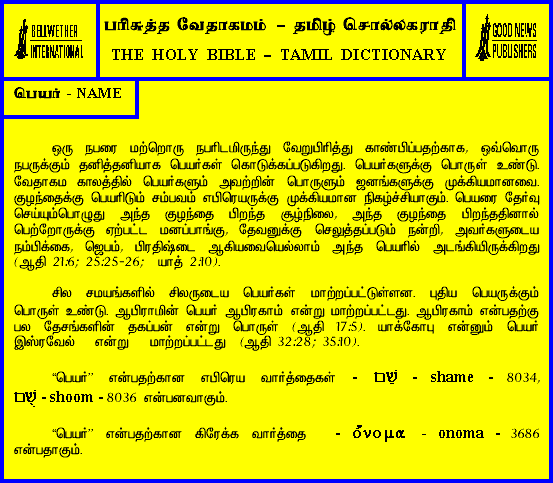 BELLWETHER
INTERNATIONAL
பரிசுத்த வேதாகமம் – தமிழ் சொல்லகராதி
THE HOLY BIBLE – TAMIL DICTIONARY
GOOD NEWS
PUBLISHERS
பெயர் - NAME
ஒரு நபரை மற்றொரு நபரிடமிருந்து வேறுபிரித்து காண்பிப்பதற்காக, ஒவ்வொரு
நபருக்கும் தனித்தனியாக பெயர்கள் கொடுக்கப்படுகிறது. பெயர்களுக்கு பொருள் உண்டு.
வேதாகம காலத்தில் பெயர்களும் அவற்றின் பொருளும் ஜனங்களுக்கு முக்கியமானவை.
குழந்தைக்கு பெயரிடும் சம்பவம் எபிரெயருக்கு முக்கியமான நிகழ்ச்சியாகும். பெயரை தேர்வு
செய்யும்பொழுது அந்த குழந்தை பிறந்த சூழ்நிலை, அந்த குழந்தை பிறந்ததினால்
பெற்றோருக்கு ஏற்பட்ட மனப்பாங்கு, தேவனுக்கு செலுத்தப்படும் நன்றி, அவர்களுடைய
நம்பிக்கை, ஜெபம், பிரதிஷ்டை ஆகியவையெல்லாம் அந்த பெயரில் அடங்கியிருக்கிறது
(ஆதி 21:6; 25:25-26; யாத் 2:10).
சில சமயங்களில் சிலருடைய பெயர்கள் மாற்றப்பட்டுள்ளன. புதிய பெயருக்கும்
பொருள் உண்டு. ஆபிராமின் பெயர் ஆபிரகாம் என்று மாற்றப்பட்டது. ஆபிரகாம் என்பதற்கு
பல தேசங்களின் தகப்பன் என்று பொருள் (ஆதி 17:5). யாக்கோபு என்னும் பெயர்
இஸ்ரவேல் என்று மாற்றப்பட்டது (ஆதி 32:28; 35:10).
“பெயர்” என்பதற்கான எபிரெய வார்த்தைகள் - שֻׁם - shame - 8034,
שֻׁם - shoom - 8036 என்பனவாகும்.
“பெயர்” என்பதற்கான கிரேக்க வார்த்தை - ὄνομα - onoma - 3686
என்பதாகும்.